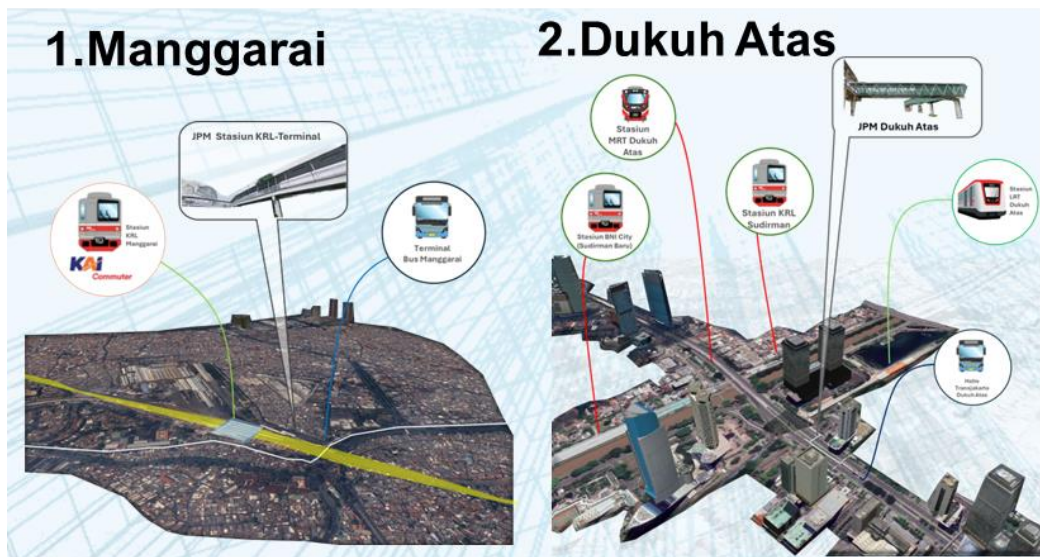 1.Manggarai
JPM Stasiun KRL-Terminal
Stasiun
KRL
Manggarai
KAI
Commuter
Terminal
Bus Manggarai
2.Dukuh Atas
Stasiun
MRT Dukuh
Atas
JPM Dukuh Atas
Stasiun BNI City
(Sudirman Baru)
Stasiun KRL
Sudirman
Stasiun
LRT
Dukuh
Atas
Halte
Transjakarta
Dukuh Atas